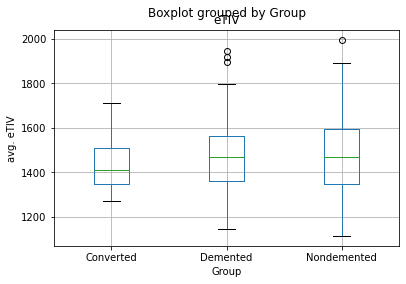 Boxplot grouped by Group
eTIV
2000
1800
1600
1400
1200
avg. eTIV
Converted
Demented
Nondemented
Group